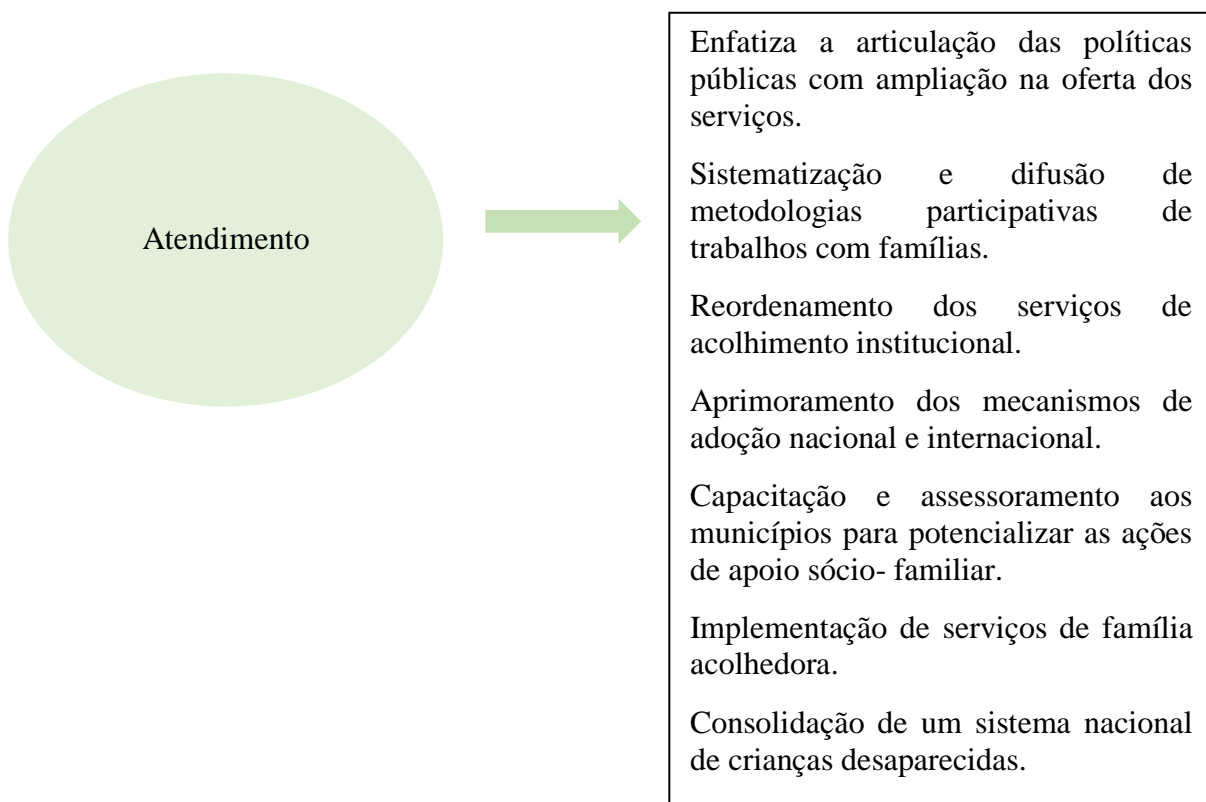 Atendimento
Enfatiza a articulação das políticas
públicas com ampliação na oferta dos
serviços.
Sistematização e difusão de
metodologias participativas de
trabalhos com famílias.
Reordenamento dos serviços de
acolhimento institucional.
Aprimoramento dos mecanismos de
adoção nacional e internacional.
Capacitação e assessoramento aos
municípios para potencializar as ações
de apoio sócio- familiar.
Implementação de serviços de família
acolhedora.
Consolidação de um sistema nacional
de crianças desaparecidas.